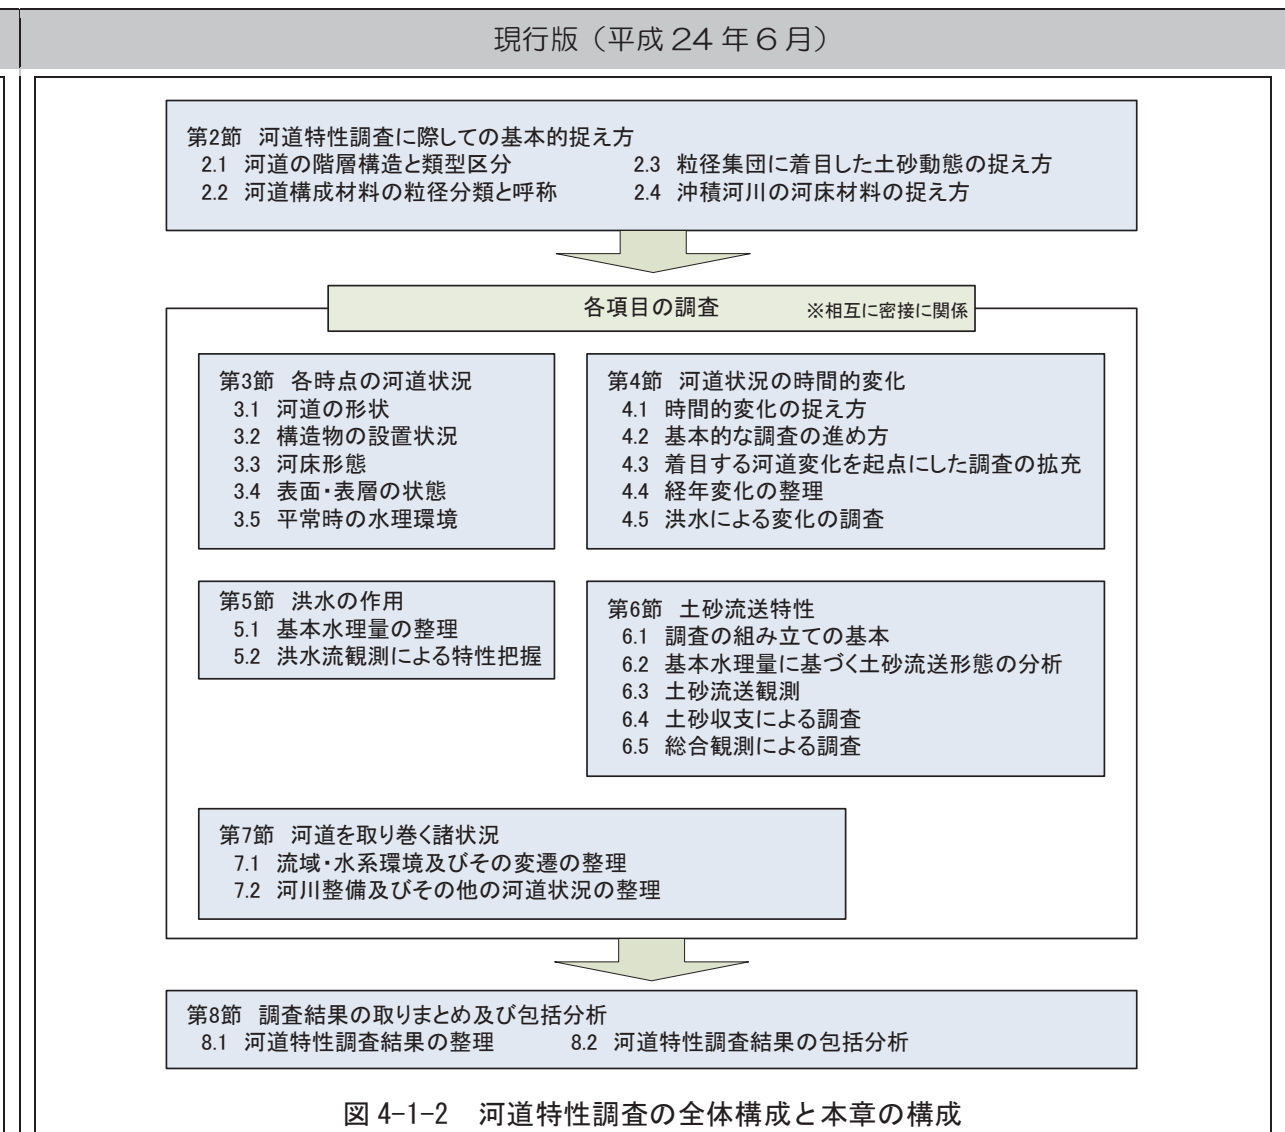 現行版（平成24年6月）
第2節 河道特性調査に際しての基本的捉え方
2.1 河道の階層構造と類型区分
2.3 粒径集団に着目した土砂動態の捉え方
2.2 河道構成材料の粒径分類と呼称
2.4 沖積河川の河床材料の捉え方
各項目の調査 ※相互に密接に関係
第3節 各時点の河道状況
3.1 河道の形状
3.2 構造物の設置状況
3.3 河床形態
3.4 表面・表層の状態
3.5 平常時の水理環境
第4節 河道状況の時間的変化
4.1 時間的変化の捉え方
4.2 基本的な調査の進め方
4.3 着目する河道変化を起点にした調査の拡充
4.4 経年変化の整理
4.5 洪水による変化の調査
第5節 洪水の作用
5.1 基本水理量の整理
5.2 洪水流観測による特性把握
第6節 土砂流送特性
6.1 調査の組み立ての基本
6.2 基本水理量に基づく土砂流送形態の分析
6.3 土砂流送観測
6.4 土砂収支による調査
6.5 総合観測による調査
第7節 河道を取り巻く諸状況
7.1 流域・水系環境及びその変遷の整理
7.2 河川整備及びその他の河道状況の整理
第8節 調査結果の取りまとめ及び包括分析
8.1 河道特性調査結果の整理 8.2 河道特性調査結果の包括分析
図 4-1-2 河道特性調査の全体構成と本章の構成